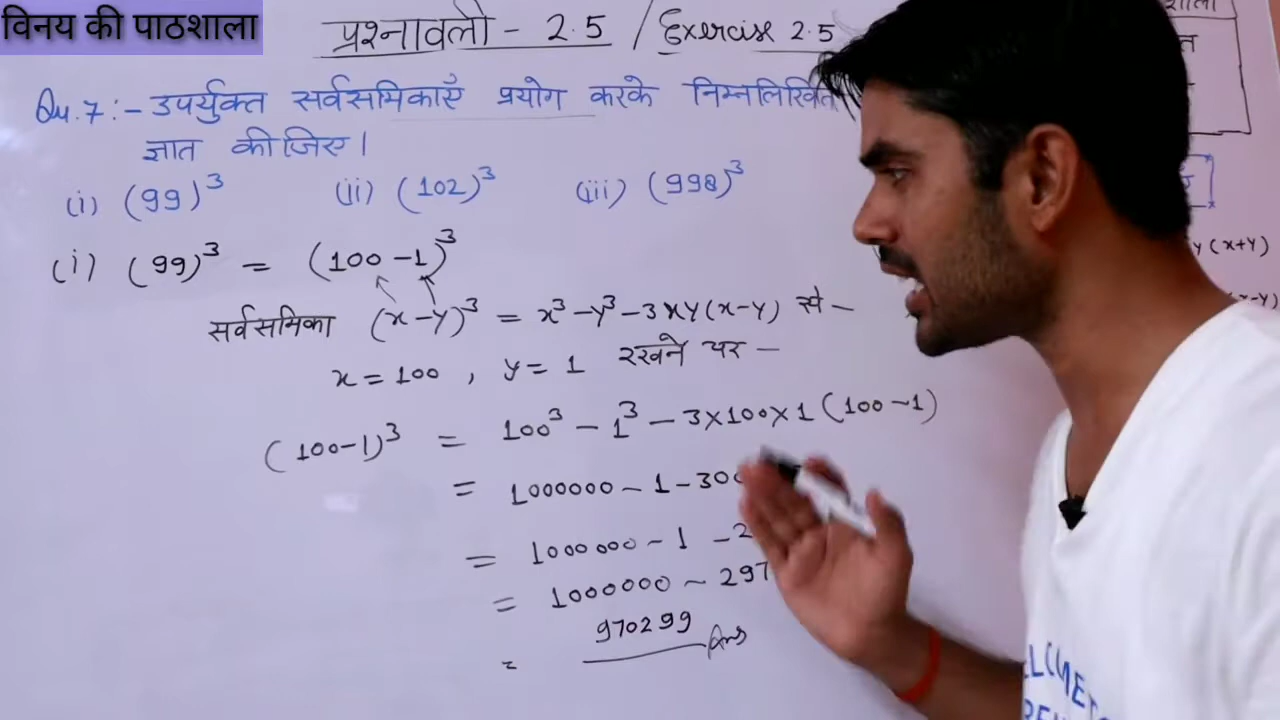 विनय की पाठशाला
प्रश्नावली - 2.5 / Exercise 2.5
Qu.7:- उपर्युक्त सर्वसमिकाएँ प्रयोग करके निम्नलिखित
ज्ञात कीजिए।
(i) (99)³ (ii) (102)³ (iii) (998)³
(i) (99)³ = (100 - 1)³
सर्वसमिका (x-y)³ = x³ - y³ - 3xy(x-y) से -
x = 100 , y = 1 रखने पर -
(100-1)³ = 100³ - 1³ - 3×100×1 (100-1)
= 1000000 - 1 - 300
= 1000000 - 1 - 2
= 1000000 - 297
= 970299 Ans
y(x+y)